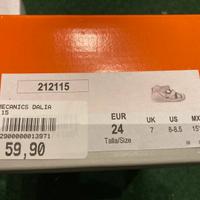 212115
MECANICS DALIA
15
2900000013971
59,90
EUR UK US MX
24 7 8-8.5 15
Talla/Size